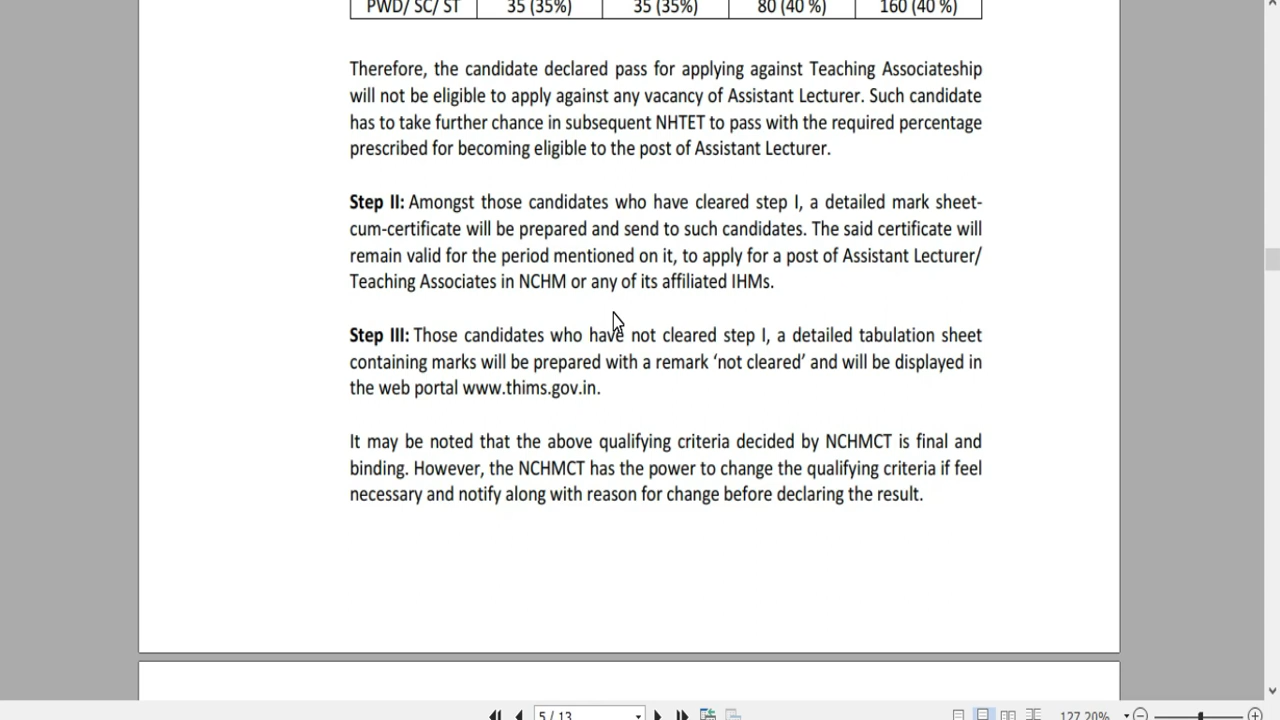 PWD/ SC/ ST 35 (35%) 35 (35%) 80 (40 %) 160 (40 %)
Therefore, the candidate declared pass for applying against Teaching Associateship
will not be eligible to apply against any vacancy of Assistant Lecturer. Such candidate
has to take further chance in subsequent NHTET to pass with the required percentage
prescribed for becoming eligible to the post of Assistant Lecturer.
Step II: Amongst those candidates who have cleared step I, a detailed mark sheet-
cum-certificate will be prepared and send to such candidates. The said certificate will
remain valid for the period mentioned on it, to apply for a post of Assistant Lecturer/
Teaching Associates in NCHM or any of its affiliated IHMs.
Step III: Those candidates who have not cleared step I, a detailed tabulation sheet
containing marks will be prepared with a remark ‘not cleared’ and will be displayed in
the web portal www.thims.gov.in.
It may be noted that the above qualifying criteria decided by NCHMCT is final and
binding. However, the NCHMCT has the power to change the qualifying criteria if feel
necessary and notify along with reason for change before declaring the result.
5 / 13 127.20%